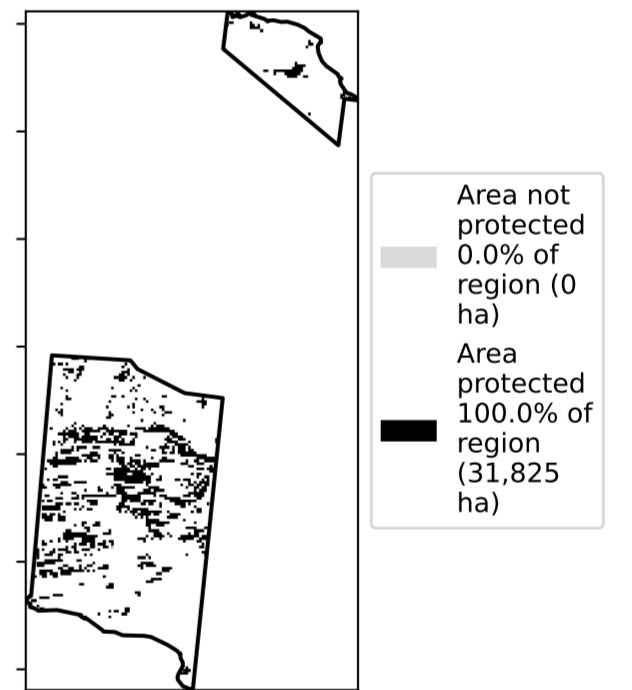 Area not
protected
0.0% of
region (0
ha)
Area
protected
100.0% of
region
(31,825
ha)